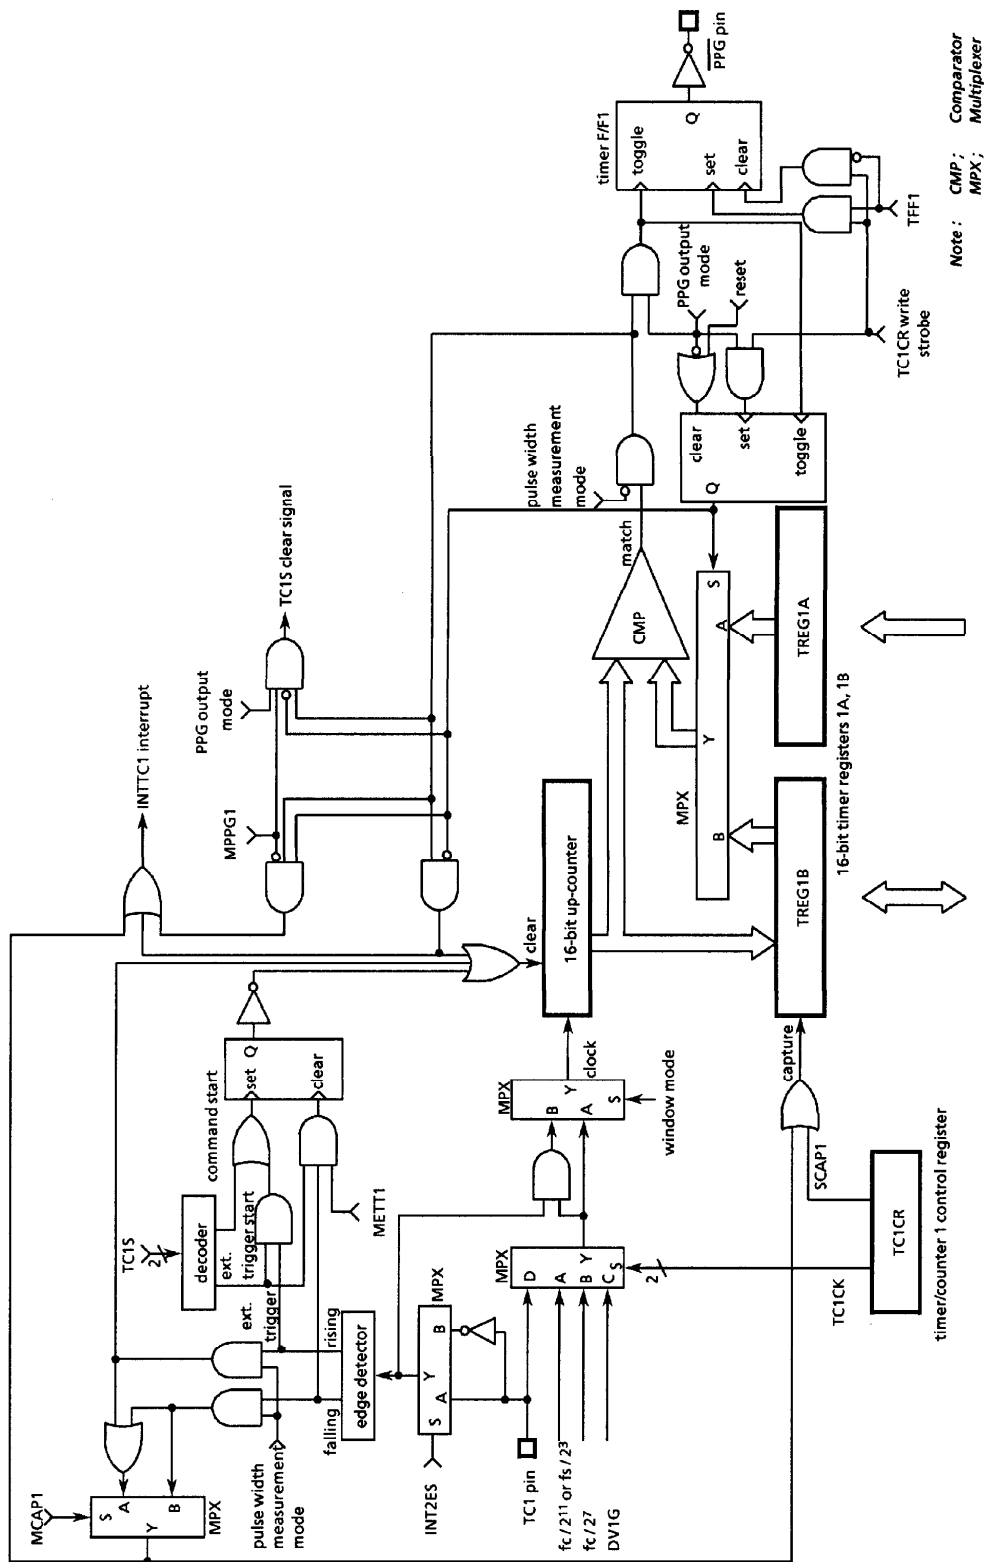 MCAP1
S
A
B
Y
MPX
pulse width
measurement
mode
TC1S
2
decoder
command start
ext.
trigger start
ext.
trigger
set
Q
clear
METT1
falling
rising
edge detector
MPX
S
A
Y
B
INT2ES
TC1 pin
fc / 2¹¹ or fs / 2³
fc / 2⁷
DV1G
MPX
D
A
B
Y
C
S
2
TC1CK
MPX
B
Y
A
S
clock
window mode
TC1CR
timer/counter 1 control register
SCAP1
capture
INTTC1 interrupt
MPPG1
PPG output
mode
TC1S clear signal
clear
16-bit up-counter
CMP
match
pulse width
measurement
mode
MPX
B
Y
A
S
TREG1B
TREG1A
16-bit timer registers 1A, 1B
Q
clear
set
toggle
PPG output
mode
reset
TC1CR write
strobe
TFF1
timer F/F1
toggle
set
clear
Q
PPG pin
Note :
CMP ;
Comparator
MPX ;
Multiplexer